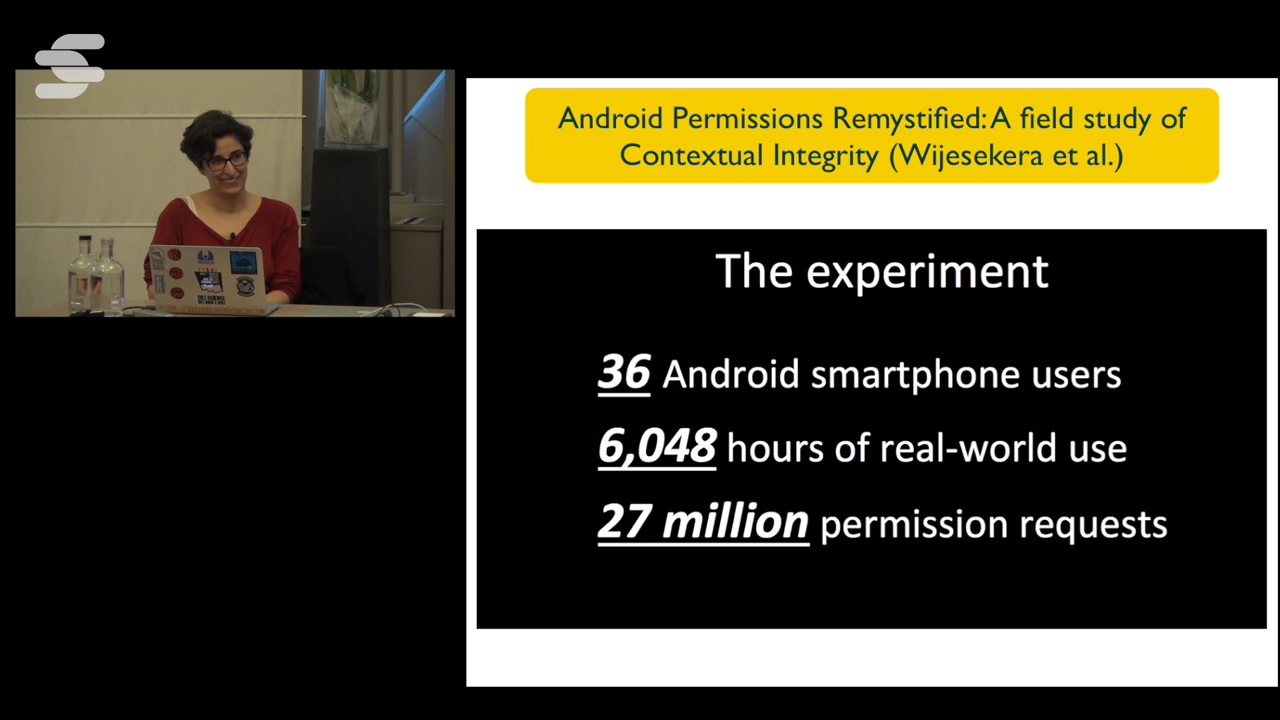 Android Permissions Remystified: A field study of
Contextual Integrity (Wijesekera et al.)
The experiment
36 Android smartphone users
6,048 hours of real-world use
27 million permission requests